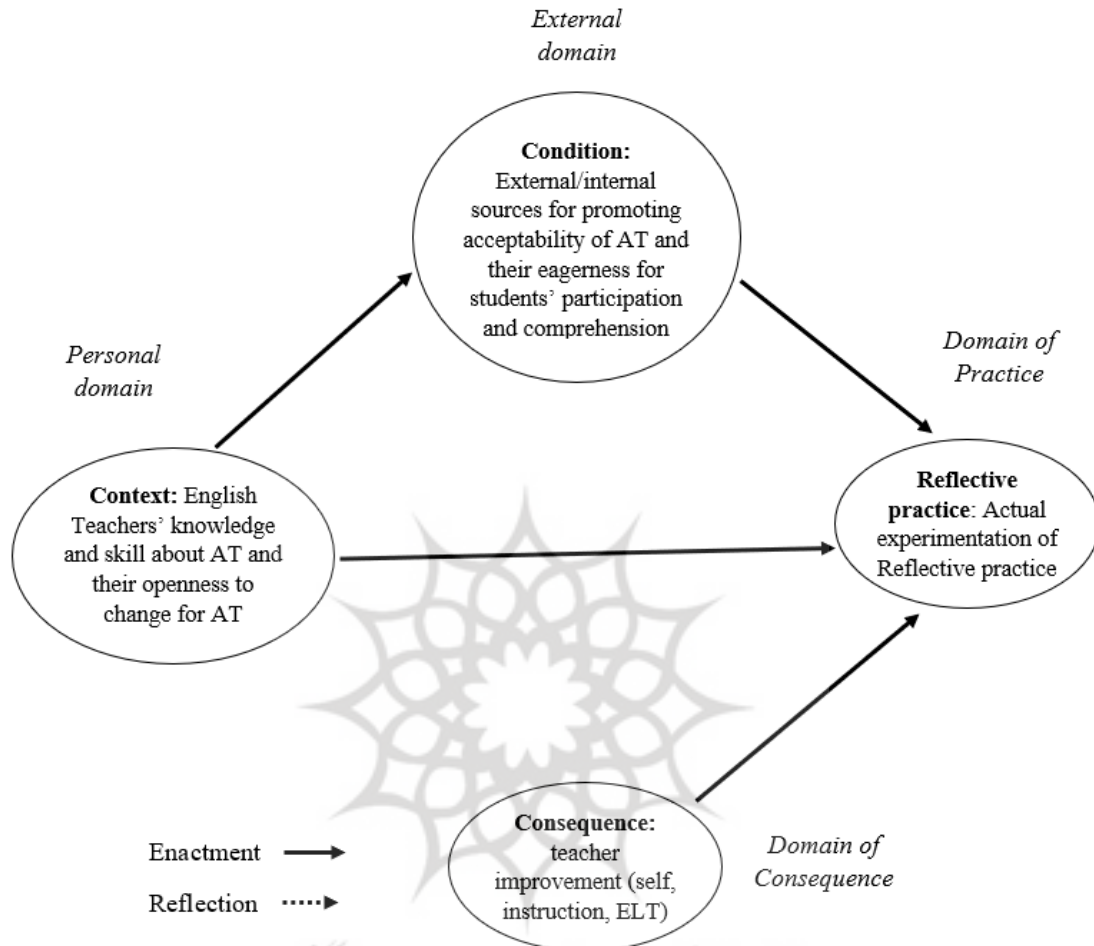 External
domain
Condition:
External/internal
sources for promoting
acceptability of AT and
their eagerness for
students’ participation
and comprehension
Personal
domain
Domain of
Practice
Context: English
Teachers’ knowledge
and skill about AT and
their openness to
change for AT
Reflective
practice: Actual
experimentation of
Reflective practice
Consequence:
teacher
improvement (self,
instruction, ELT)
Domain of
Consequence
Enactment
Reflection